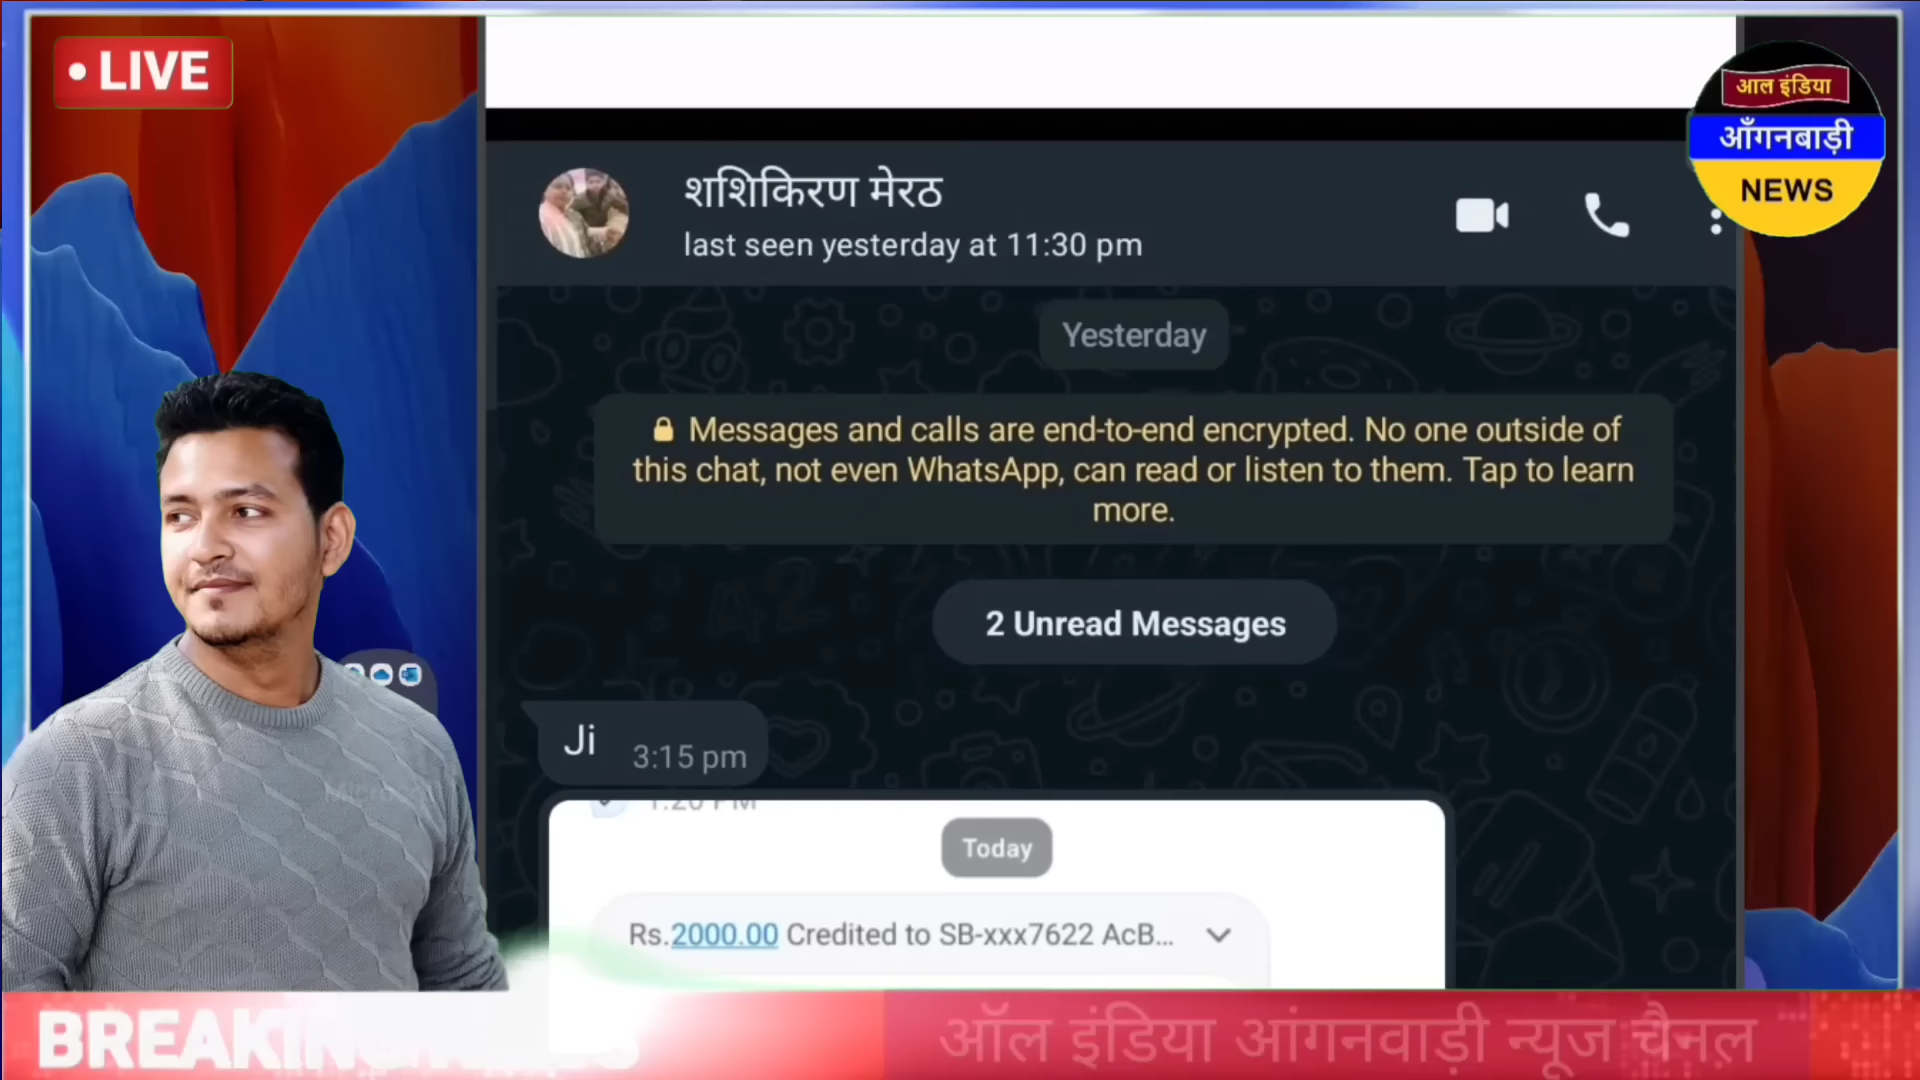 • LIVE
आल इंडिया
आँगनबाड़ी
NEWS
शशिकिरण मेरठ
last seen yesterday at 11:30 pm
Yesterday
Messages and calls are end-to-end encrypted. No one outside of
this chat, not even WhatsApp, can read or listen to them. Tap to learn
more.
2 Unread Messages
Ji
3:15 pm
Today
Rs.2000.00 Credited to SB-xxx7622 AcB...
BREAKING
ऑल इंडिया आंगनवाड़ी न्यूज चैनल